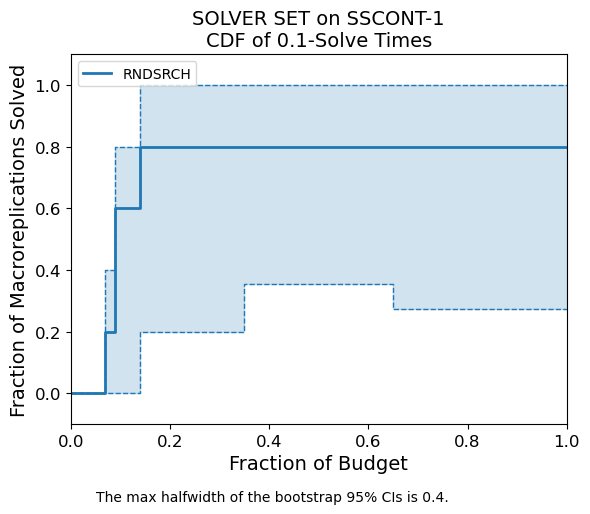 SOLVER SET on SSCONT-1
CDF of 0.1-Solve Times
RNDSRCH
Fraction of Macroreplications Solved
1.0
0.8
0.6
0.4
0.2
0.0
0.0 0.2 0.4 0.6 0.8 1.0
Fraction of Budget
The max halfwidth of the bootstrap 95% CIs is 0.4.